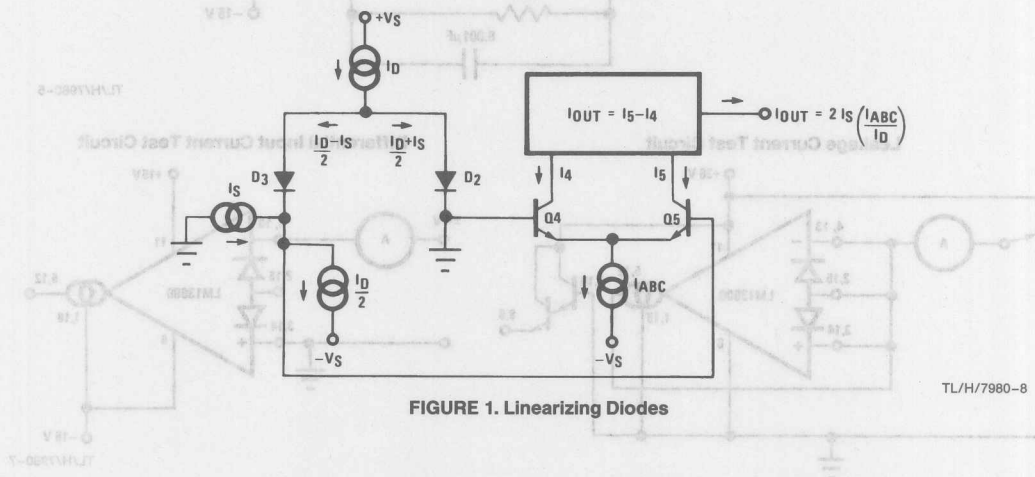 +VS
ID
IOUT = I5-I4
IOUT = 2 IS (IABC/ID)
ID/2-IS
ID/2+IS
D3
D2
I4
I5
IS
Q4
Q5
ID/2
IABC
-VS
-VS
TL/H/7980-8
FIGURE 1. Linearizing Diodes